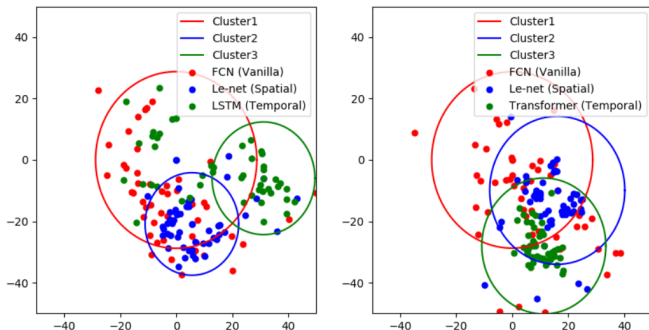 Cluster1
Cluster2
Cluster3
FCN (Vanilla)
Le-net (Spatial)
LSTM (Temporal)
40
20
0
−20
−40
−40
−20
0
20
40
Cluster1
Cluster2
Cluster3
FCN (Vanilla)
Le-net (Spatial)
Transformer (Temporal)
40
20
0
−20
−40
−40
−20
0
20
40